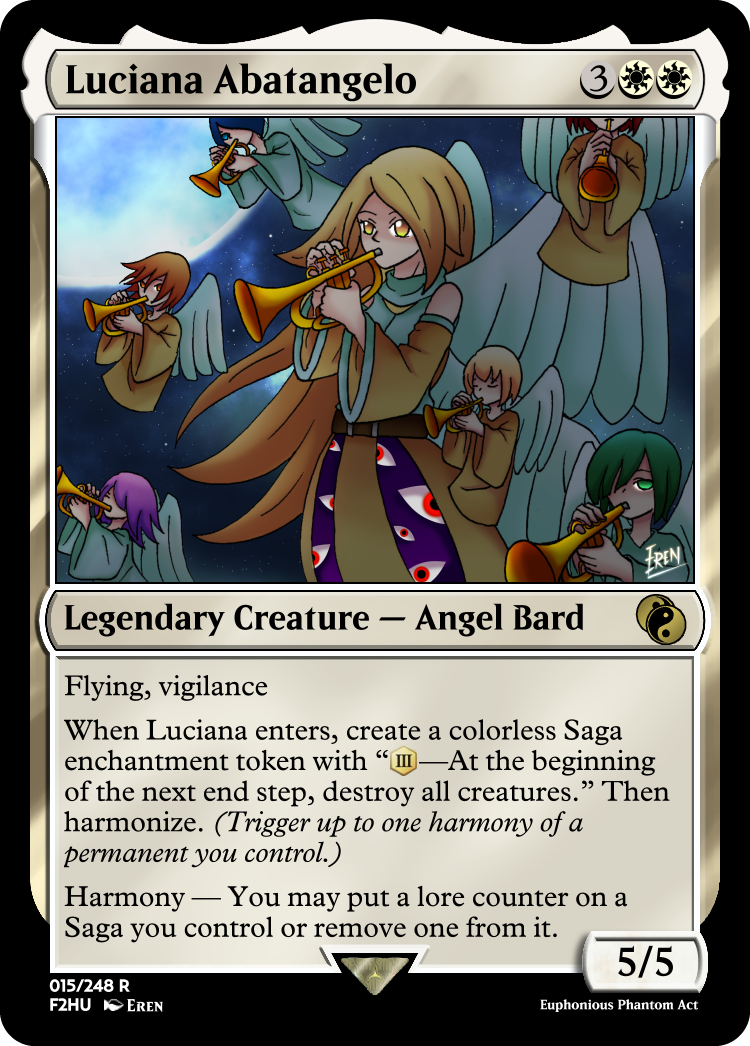 Luciana Abatangelo 3
EREN
Legendary Creature — Angel Bard
Flying, vigilance
When Luciana enters, create a colorless Saga
enchantment token with “III—At the beginning
of the next end step, destroy all creatures.” Then
harmonize. (Trigger up to one harmony of a
permanent you control.)
Harmony — You may put a lore counter on a
Saga you control or remove one from it.
5/5
015/248 R
F2HU EREN
Euphonious Phantom Act